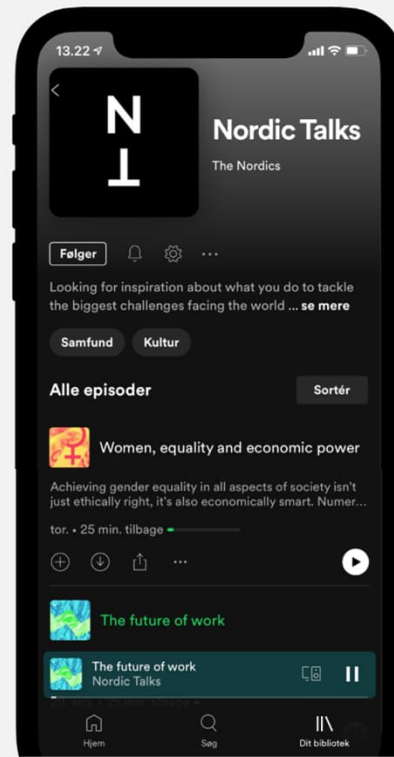 13.22
N
T
Nordic Talks
The Nordics
Følger
Looking for inspiration about what you do to tackle
the biggest challenges facing the world ... se mere
Samfund Kultur
Alle episoder
Sortér
Women, equality and economic power
Achieving gender equality in all aspects of society isn't
just ethically right, it's also economically smart. Numer...
tor. • 25 min. tilbage
The future of work
The future of work
Nordic Talks
Hjem
Søg
Dit bibliotek